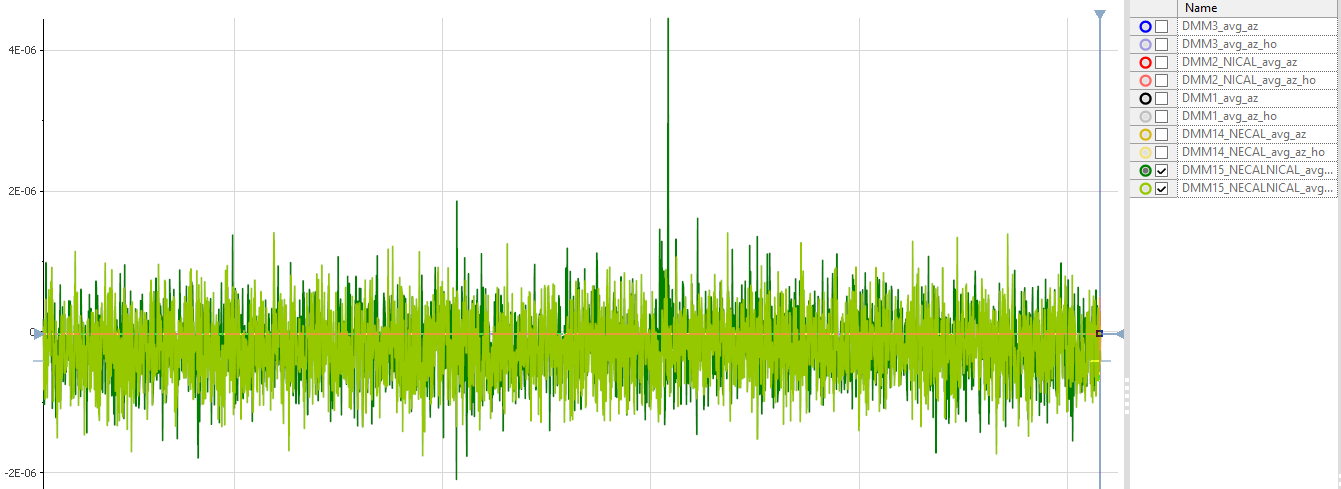 4E-06
2E-06
0
-2E-06
Name
DMM3_avg_az
DMM3_avg_az_ho
DMM2_NICAL_avg_az
DMM2_NICAL_avg_az_ho
DMM1_avg_az
DMM1_avg_az_ho
DMM14_NECAL_avg_az
DMM14_NECAL_avg_az_ho
DMM15_NECALNICAL_avg...
DMM15_NECALNICAL_avg...